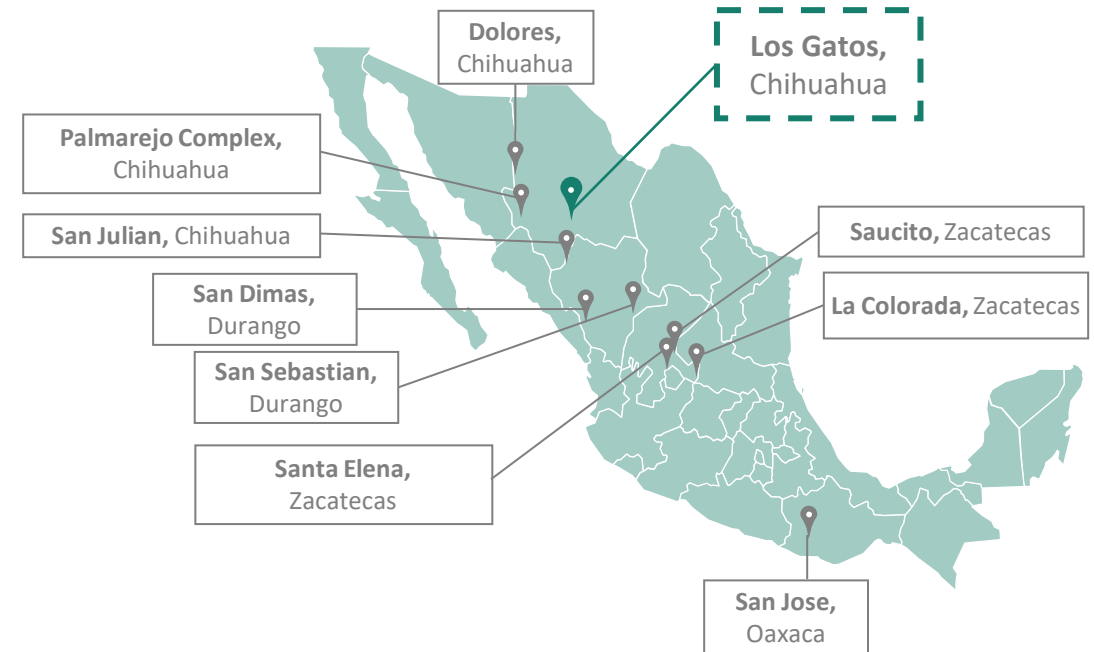 Dolores,
Chihuahua
Los Gatos,
Chihuahua
Palmarejo Complex,
Chihuahua
San Julian, Chihuahua
Saucito, Zacatecas
San Dimas,
Durango
La Colorada, Zacatecas
San Sebastian,
Durango
Santa Elena,
Zacatecas
San Jose,
Oaxaca